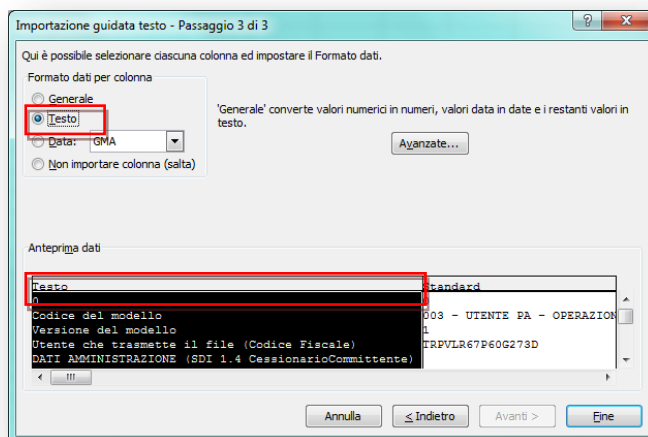 Importazione guidata testo - Passaggio 3 di 3
Qui è possibile selezionare ciascuna colonna ed impostare il Formato dati.
Formato dati per colonna
Generale
Testo
Data: GMA
Non importare colonna (salta)
'Generale' converte valori numerici in numeri, valori data in date e i restanti valori in
testo.
Avanzate...
Anteprima dati
Testo Standard
0
Codice del modello 003 - UTENTE PA - OPERAZION
Versione del modello 1
Utente che trasmette il file (Codice Fiscale) TRPVLR67P60G273D
DATI AMMINISTRAZIONE (SDI 1.4 CessionarioCommittente)
Annulla < Indietro Avanti > Fine